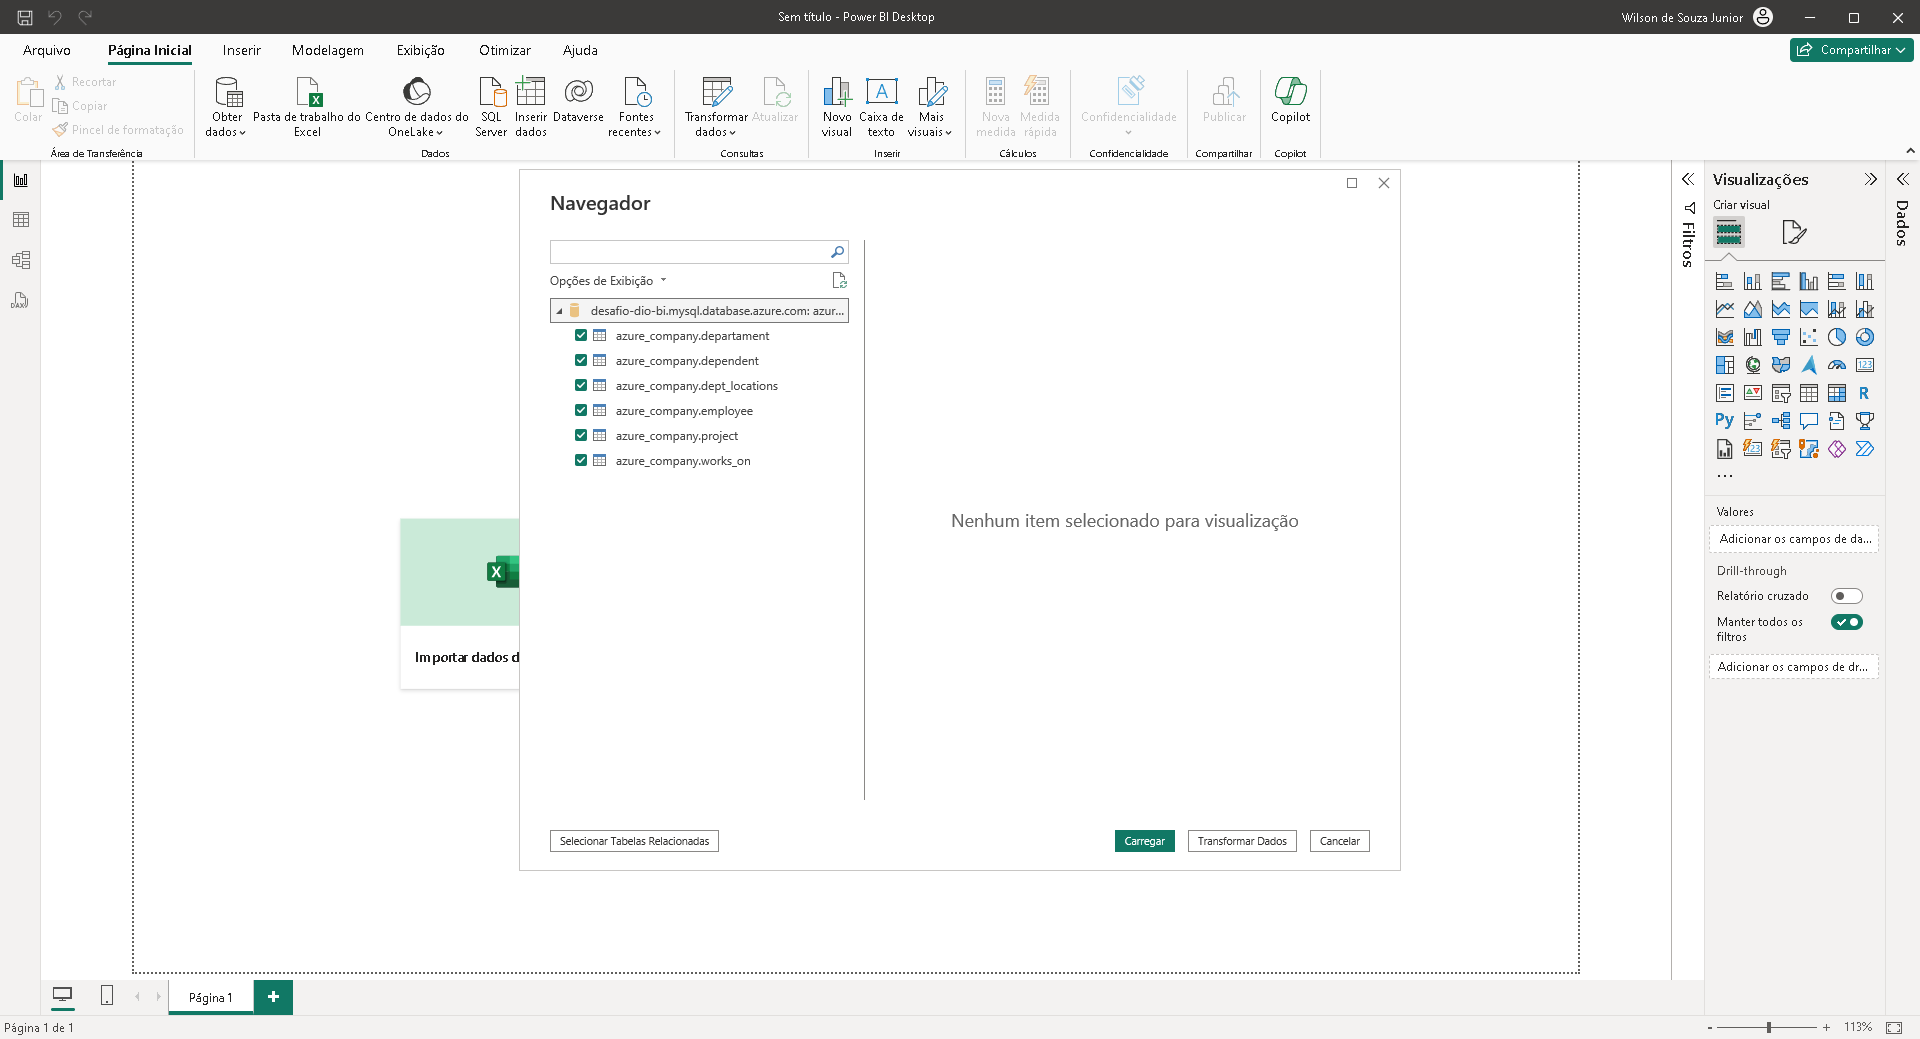 Sem título - Power BI Desktop
Wilson de Souza Junior
Arquivo
Página Inicial
Inserir
Modelagem
Exibição
Otimizar
Ajuda
Compartilhar
Colar
Recortar
Copiar
Pincel de formatação
Área de Transferência
Obter dados
Pasta de trabalho do Excel
Centro de dados do OneLake
SQL Server
Inserir dados
Dataverse
Fontes recentes
Dados
Transformar dados
Atualizar
Consultas
Novo visual
Caixa de texto
Mais visuais
Inserir
Nova medida
Medida rápida
Cálculos
Confidencialidade
Confidencialidade
Publicar
Compartilhar
Copilot
Copilot
Navegador
Opções de Exibição
desafio-dio-bi.mysql.database.azure.com: azur...
azure_company.departament
azure_company.dependent
azure_company.dept_locations
azure_company.employee
azure_company.project
azure_company.works_on
Nenhum item selecionado para visualização
Selecionar Tabelas Relacionadas
Carregar
Transformar Dados
Cancelar
Importar dados d
Filtros
Visualizações
Criar visual
123
R
Py
123
...
Valores
Adicionar os campos de da...
Drill-through
Relatório cruzado
Manter todos os
filtros
Adicionar os campos de dr...
Dados
DAX
Página 1
Página 1 de 1
113%